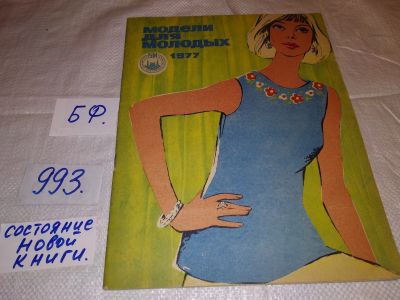 МОДЕЛИ
ДЛЯ
МОЛОДЫХ
1977
БФ.
993.
состояние
новой
книги.